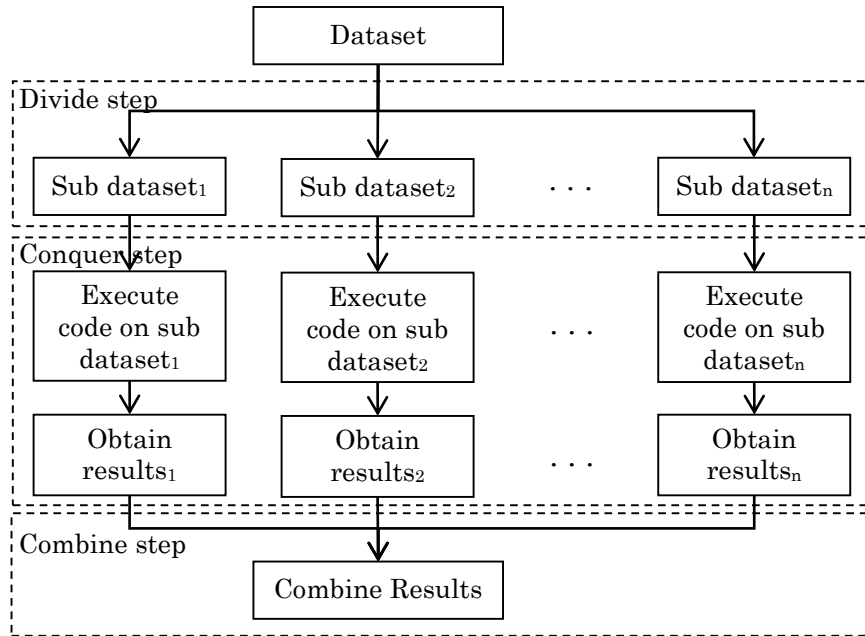 Dataset
Divide step
Sub dataset₁
Sub dataset₂
. . .
Sub datasetₙ
Conquer step
Execute
code on sub
dataset₁
Execute
code on sub
dataset₂
. . .
Execute
code on sub
datasetₙ
Obtain
results₁
Obtain
results₂
. . .
Obtain
resultsₙ
Combine step
Combine Results